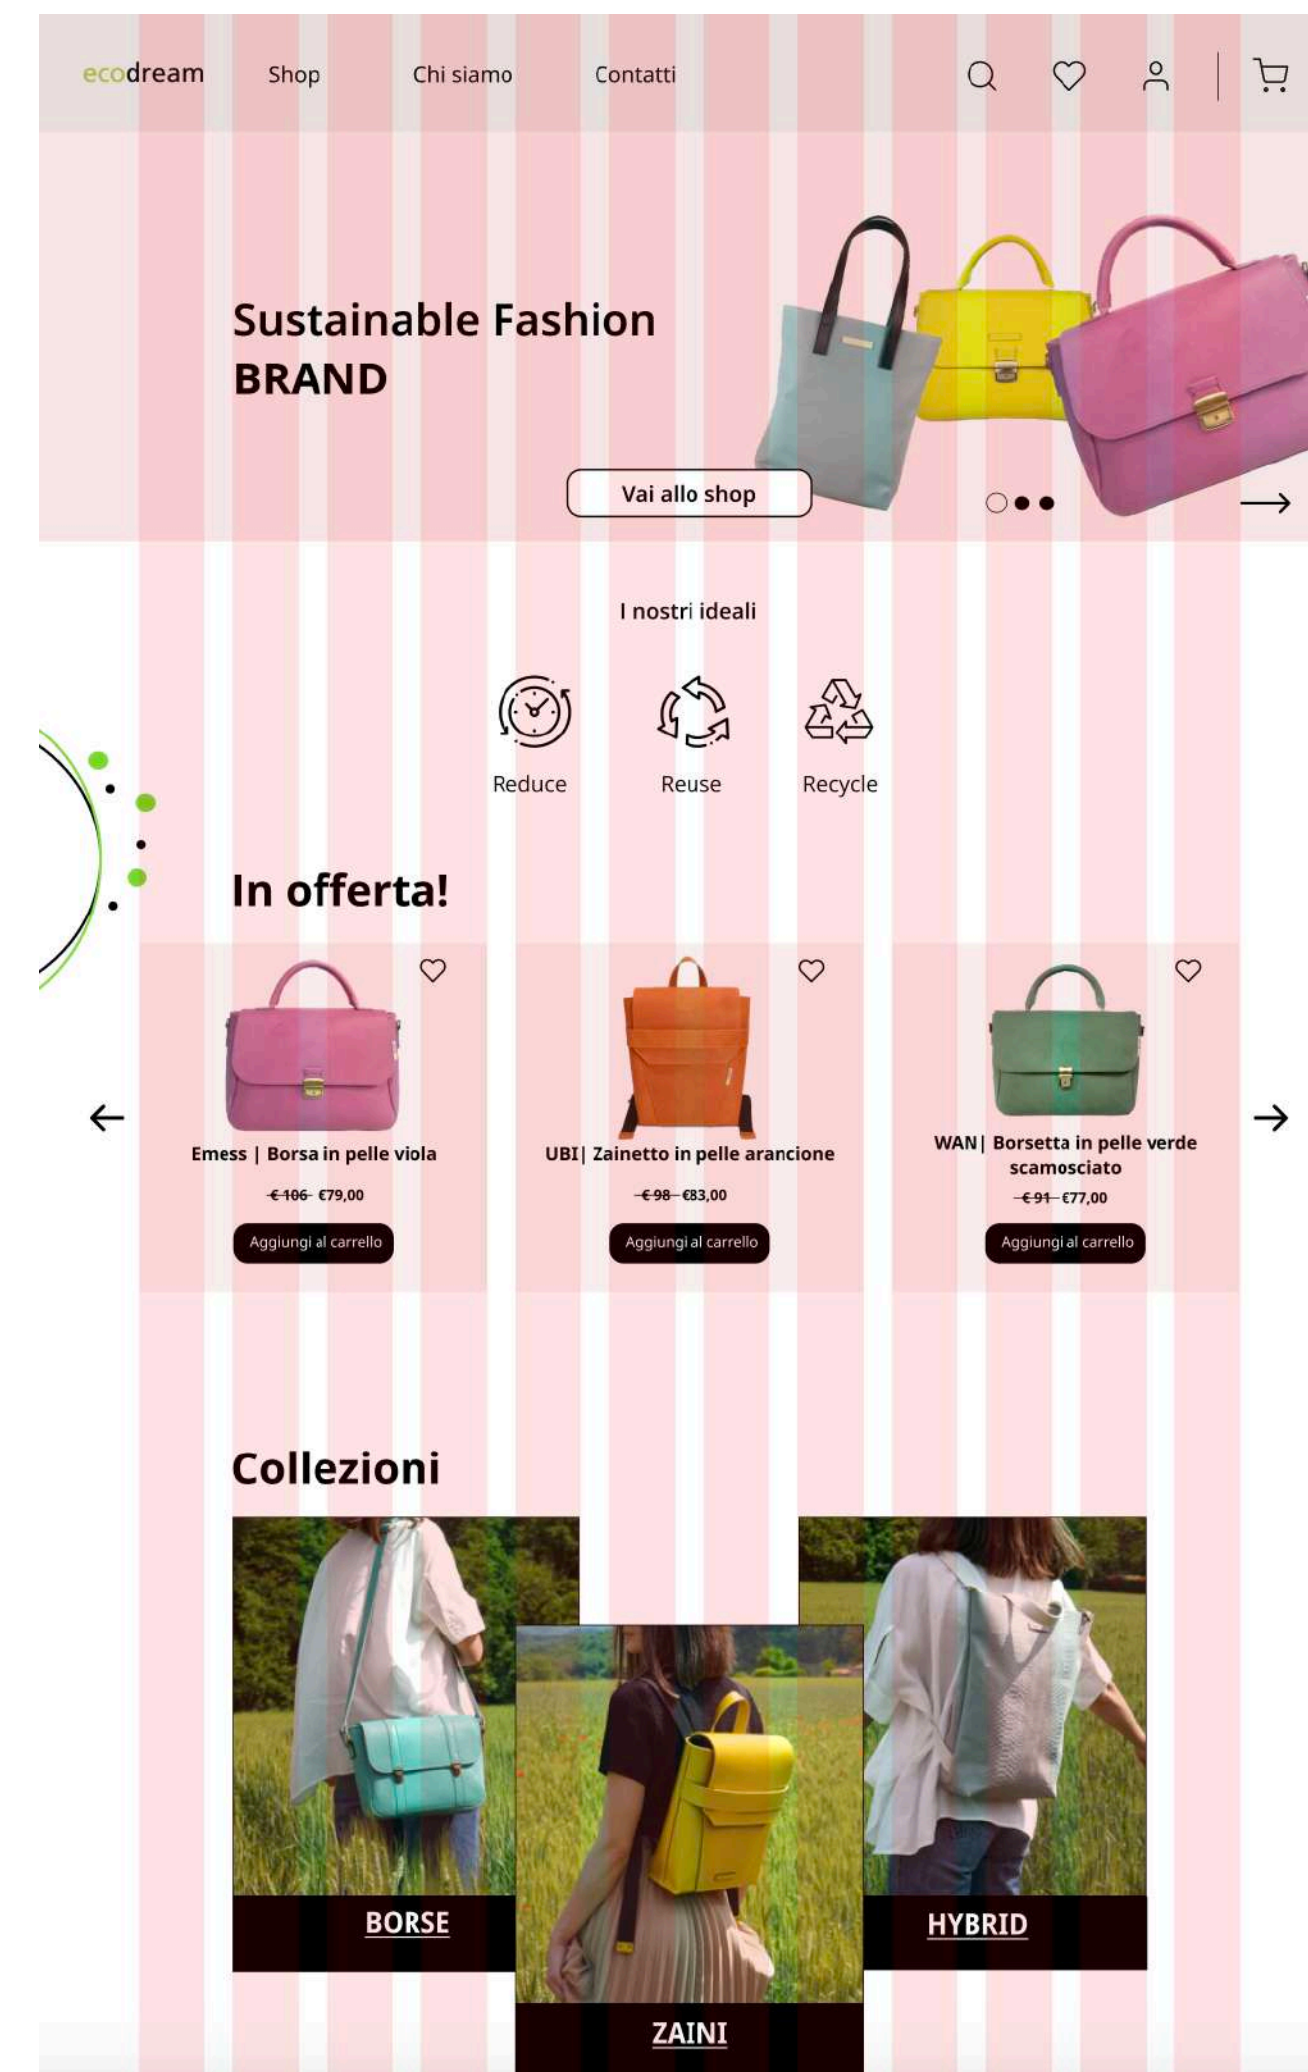 ecodream Shop Chi siamo Contatti
Sustainable Fashion
BRAND
Vai allo shop
I nostri ideali
Reduce Reuse Recycle
In offerta!
Emess | Borsa in pelle viola
€ 106 €79,00
Aggiungi al carrello
UBI| Zainetto in pelle arancione
€ 98 €83,00
Aggiungi al carrello
WAN| Borsetta in pelle verde
scamosciato
€ 91 €77,00
Aggiungi al carrello
Collezioni
BORSE
ZAINI
HYBRID